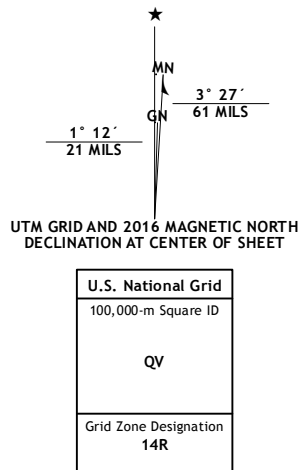 ★
MN
GN
3° 27´
61 MILS
1° 12´
21 MILS
UTM GRID AND 2016 MAGNETIC NORTH
DECLINATION AT CENTER OF SHEET
U.S. National Grid
100,000-m Square ID
QV
Grid Zone Designation
14R